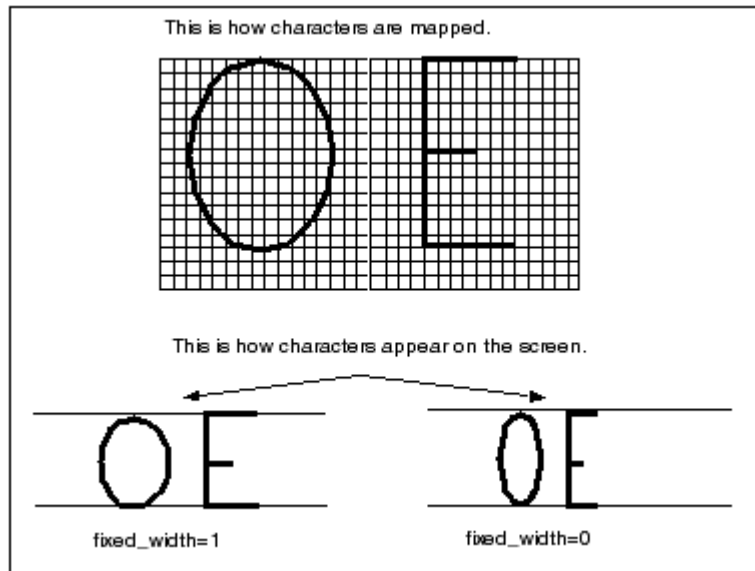 This is how characters are mapped.
O E
This is how characters appear on the screen.
O E O E
fixed_width=1 fixed_width=0